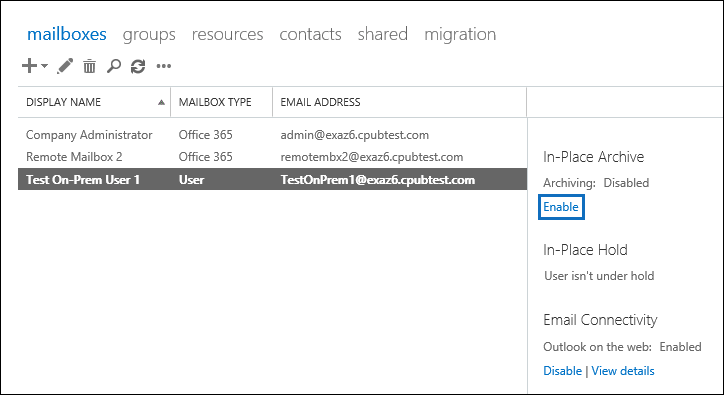 mailboxes groups resources contacts shared migration
DISPLAY NAME MAILBOX TYPE EMAIL ADDRESS
Company Administrator Office 365 admin@exaz6.cpubtest.com
Remote Mailbox 2 Office 365 remotembx2@exaz6.cpubtest.com
Test On-Prem User 1 User TestOnPrem1@exaz6.cpubtest.com
In-Place Archive
Archiving: Disabled
Enable
In-Place Hold
User isn't under hold
Email Connectivity
Outlook on the web: Enabled
Disable | View details